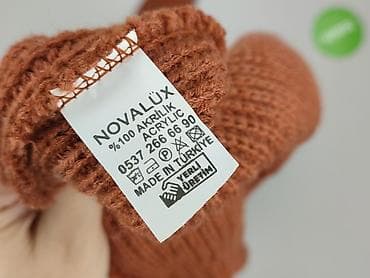 NOVALÜX
%100 AKRİLİK
ACRYLIC
0537 266 66 90
MADE IN TÜRKİYE
YERLİ
ÜRETİM